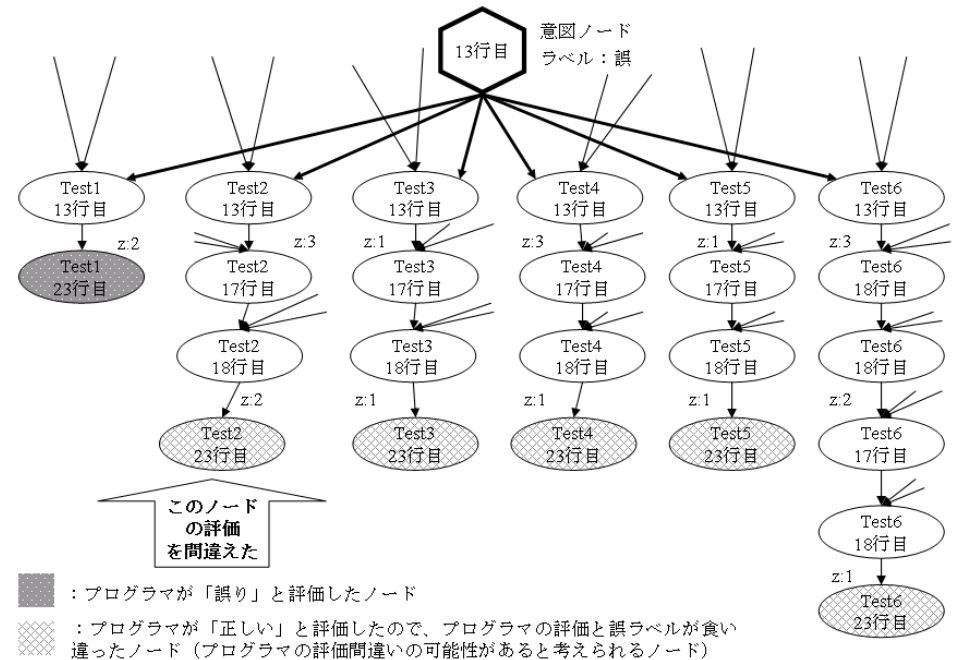 13行目
意図ノード
ラベル：誤
Test1
13行目
Test2
13行目
Test3
13行目
Test4
13行目
Test5
13行目
Test6
13行目
z:2
z:3
z:1
z:3
z:1
z:3
Test1
23行目
Test2
17行目
Test3
17行目
Test4
17行目
Test5
17行目
Test6
18行目
Test2
18行目
Test3
18行目
Test4
18行目
Test5
18行目
Test6
18行目
z:2
z:1
z:1
z:1
z:2
Test2
23行目
Test3
23行目
Test4
23行目
Test5
23行目
Test6
17行目
このノード
の評価
を間違えた
Test6
18行目
z:1
Test6
23行目
：プログラマが「誤り」と評価したノード
：プログラマが「正しい」と評価したので、プログラマの評価と誤ラベルが食い
違ったノード（プログラマの評価間違いの可能性があると考えられるノード）